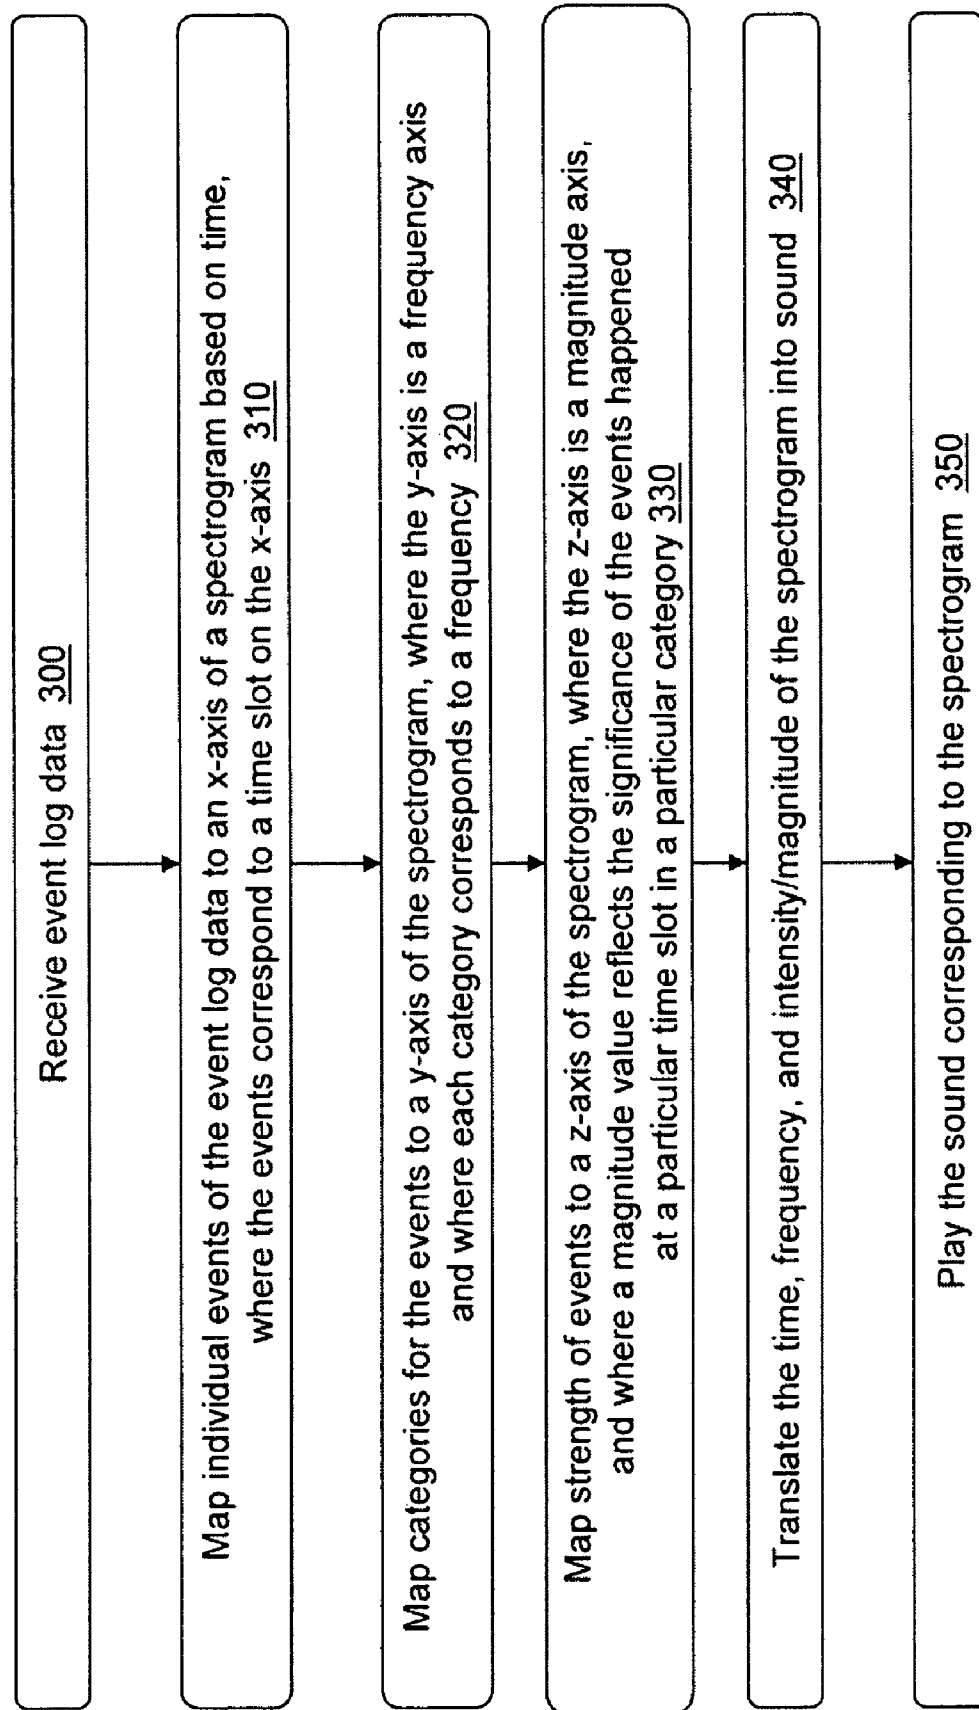 Receive event log data 300
Map individual events of the event log data to an x-axis of a spectrogram based on time,
where the events correspond to a time slot on the x-axis 310
Map categories for the events to a y-axis of the spectrogram, where the y-axis is a frequency axis
and where each category corresponds to a frequency 320
Map strength of events to a z-axis of the spectrogram, where the z-axis is a magnitude axis,
and where a magnitude value reflects the significance of the events happened
at a particular time slot in a particular category 330
Translate the time, frequency, and intensity/magnitude of the spectrogram into sound 340
Play the sound corresponding to the spectrogram 350